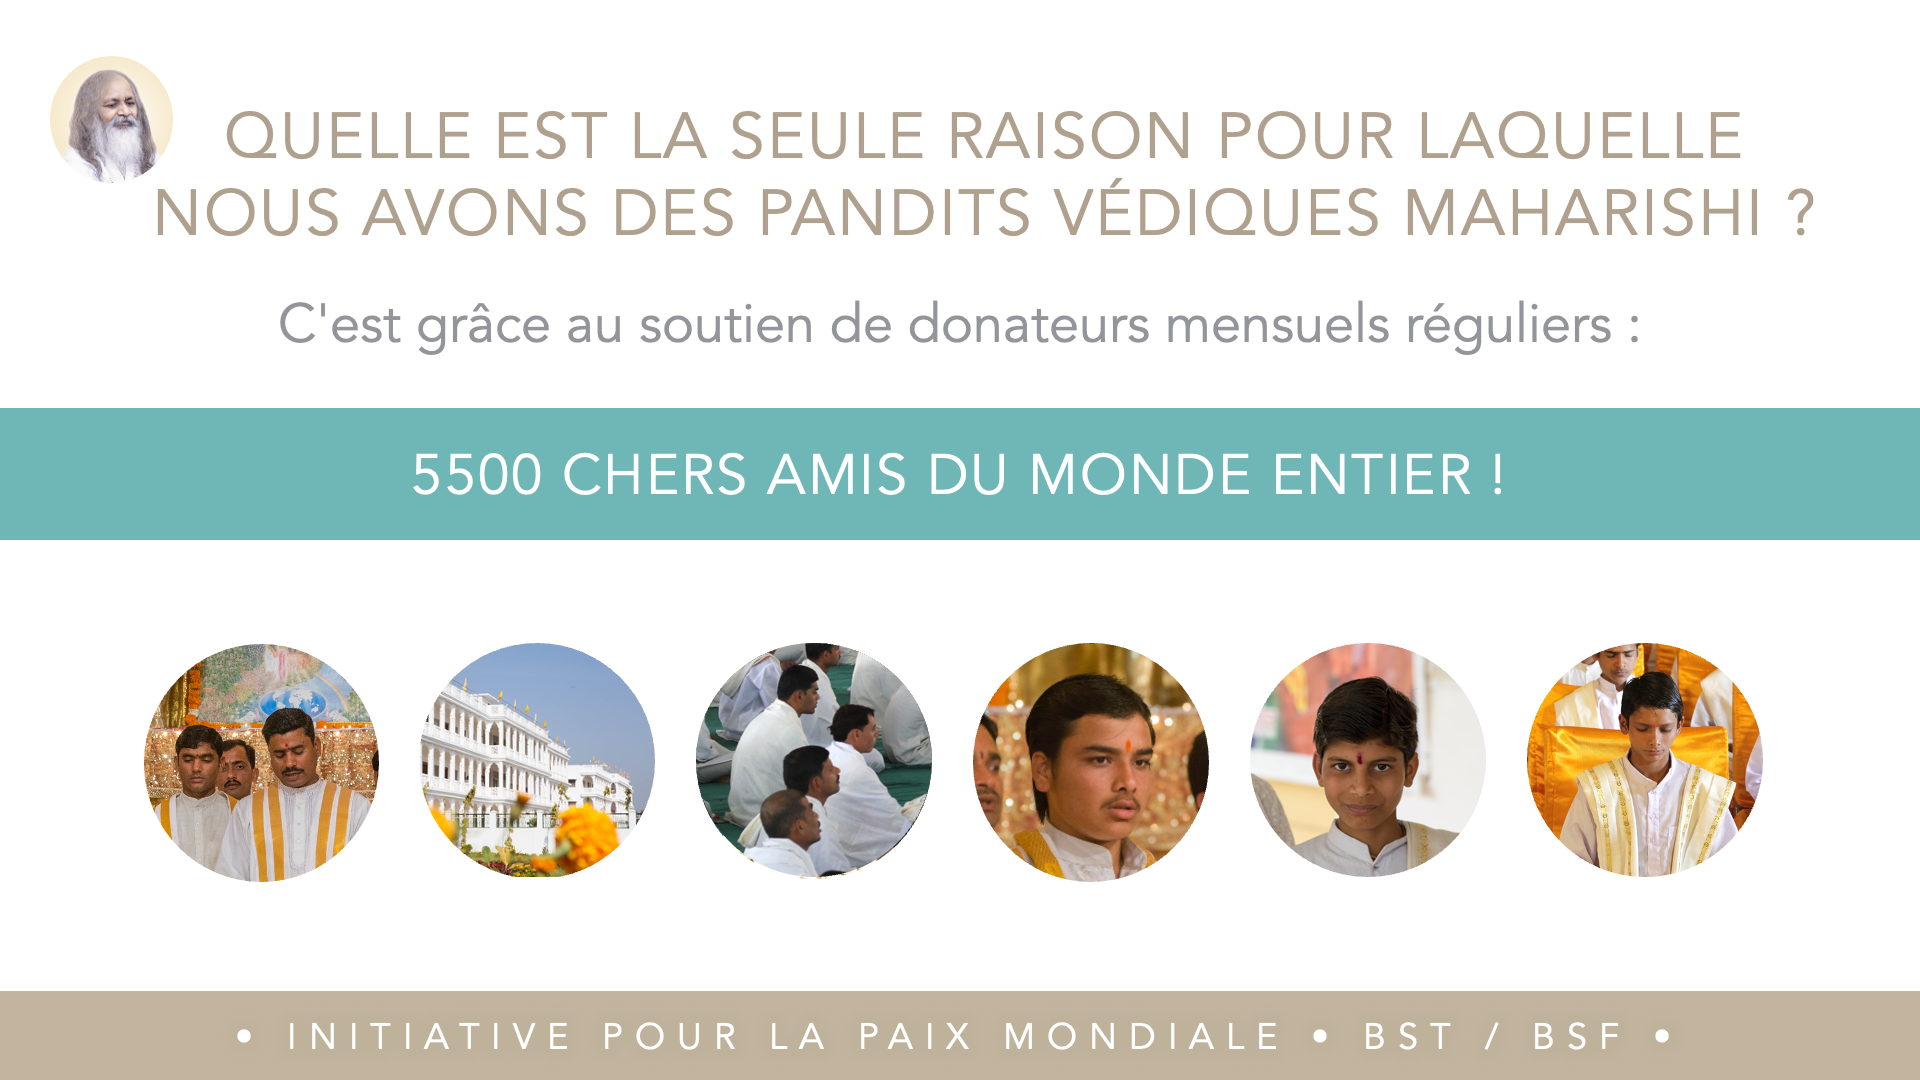 QUELLE EST LA SEULE RAISON POUR LAQUELLE
NOUS AVONS DES PANDITS VÉDIQUES MAHARISHI ?
C'est grâce au soutien de donateurs mensuels réguliers :
5500 CHERS AMIS DU MONDE ENTIER !
• INITIATIVE POUR LA PAIX MONDIALE • BST / BSF •